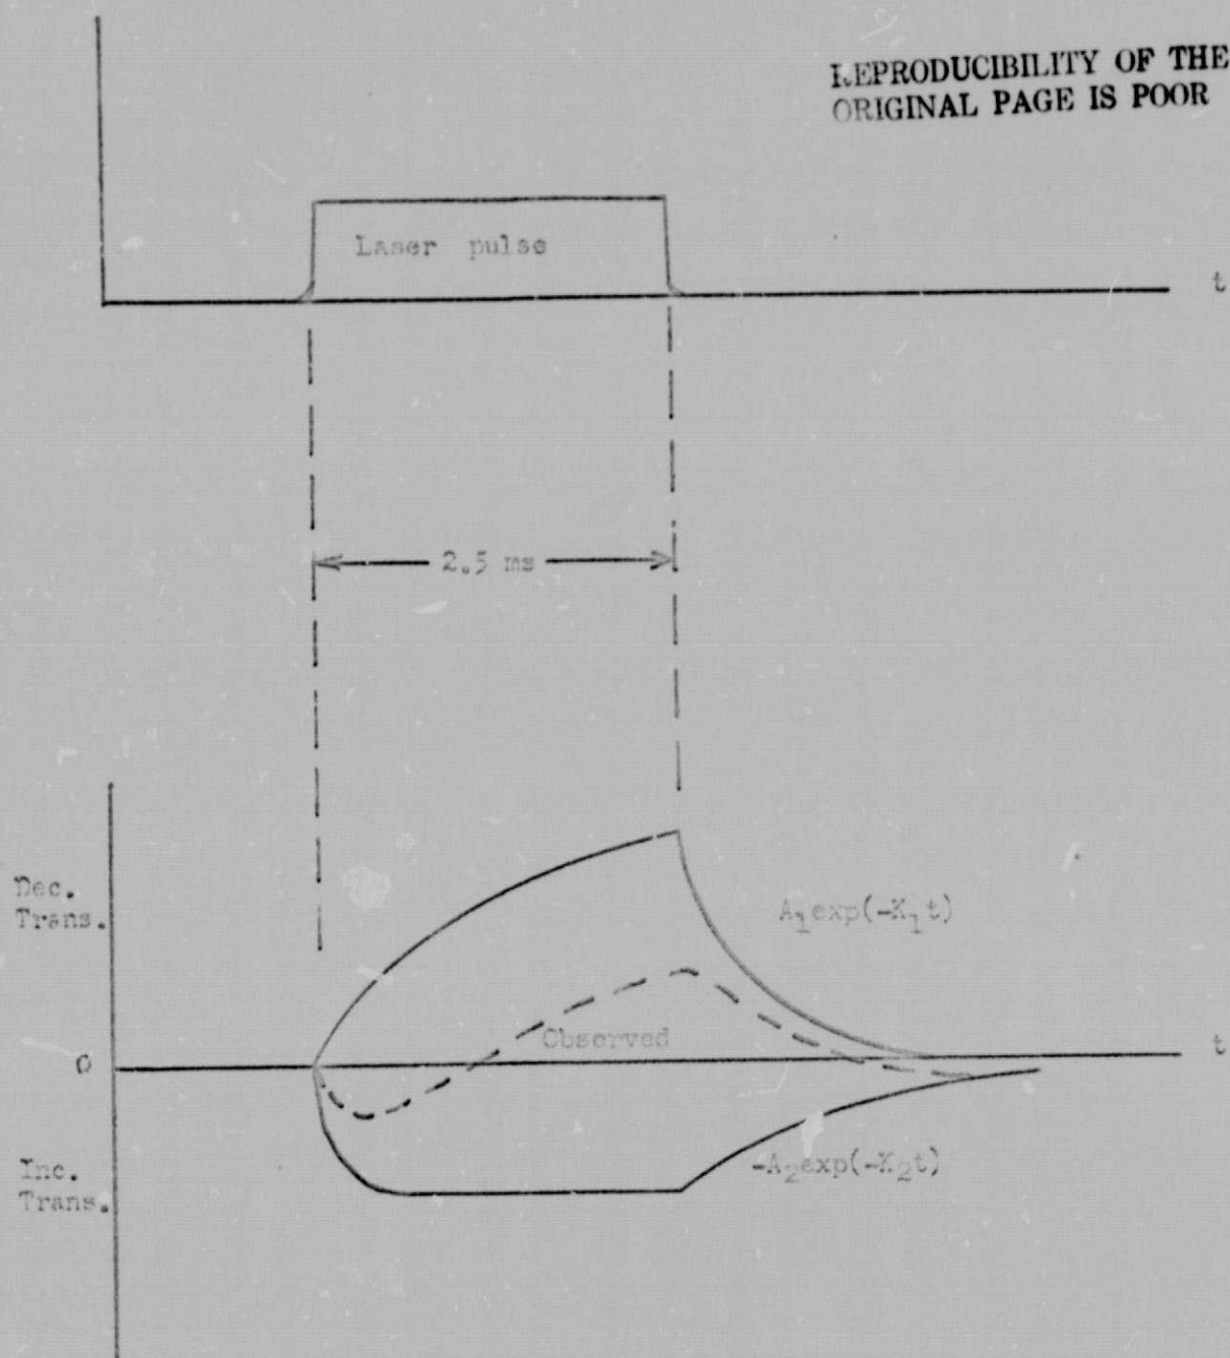 REPRODUCIBILITY OF THE
ORIGINAL PAGE IS POOR
Laser pulse
t
2.5 ms
Dec.
Trans.
A₁exp(-K₁t)
Observed
0
t
Inc.
Trans.
-A₂exp(-K₂t)